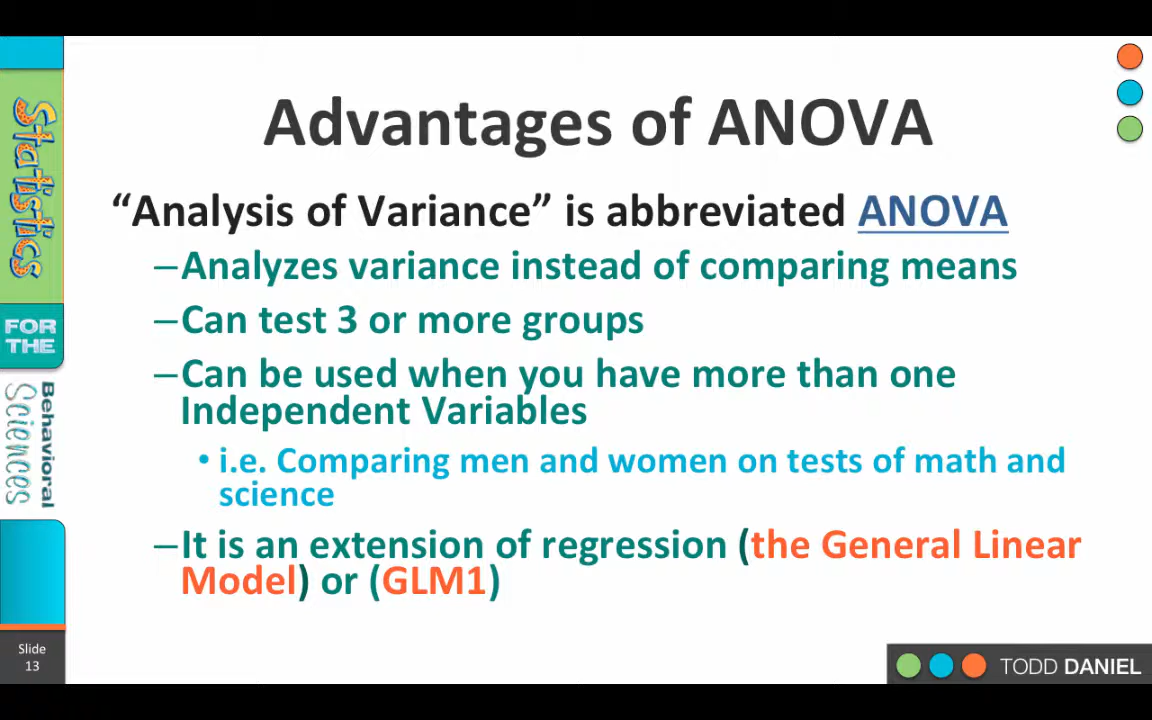 Advantages of ANOVA
“Analysis of Variance” is abbreviated ANOVA
–Analyzes variance instead of comparing means
–Can test 3 or more groups
–Can be used when you have more than one
Independent Variables
• i.e. Comparing men and women on tests of math and
science
–It is an extension of regression (the General Linear
Model) or (GLM1)
Statistics
FOR THE
Behavioral
Sciences
Slide
13
TODD DANIEL